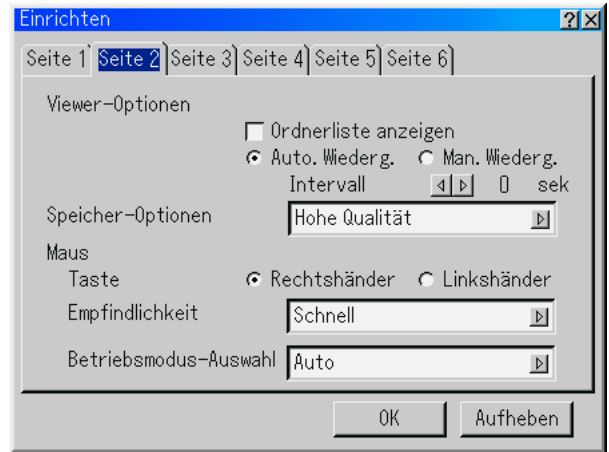 Einrichten
Seite 1 Seite 2 Seite 3 Seite 4 Seite 5 Seite 6
Viewer-Optionen
Ordnerliste anzeigen
Auto. Wiederg. Man. Wiederg.
Intervall 0 sek
Speicher-Optionen Hohe Qualität
Maus
Taste Rechtshänder Linkshänder
Empfindlichkeit Schnell
Betriebsmodus-Auswahl Auto
OK Aufheben